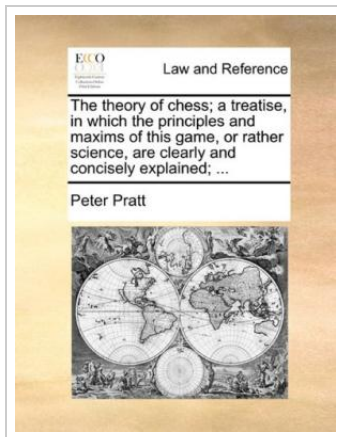 ECCO
Law and Reference
The theory of chess; a treatise,
in which the principles and
maxims of this game, or rather
science, are clearly and
concisely explained; ...
Peter Pratt